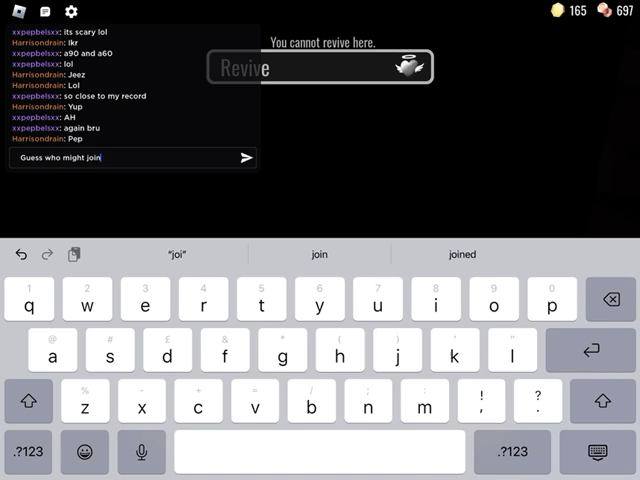 165 697
xxpepbelsxx: its scary lol
Harrisondrain: Ikr
xxpepbelsxx: a90 and a60
xxpepbelsxx: lol
Harrisondrain: Jeez
Harrisondrain: Lol
xxpepbelsxx: so close to my record
Harrisondrain: Yup
xxpepbelsxx: AH
xxpepbelsxx: again bru
Harrisondrain: Pep
Guess who might join
You cannot revive here.
Revive
“joi” join joined
1 2 3 4 5 6 7 8 9 0
q w e r t y u i o p
@ # £ & * ( ) ' "
a s d f g h j k l
% - + = / ; : ! ?
z x c v b n m , .
.?123 .?123